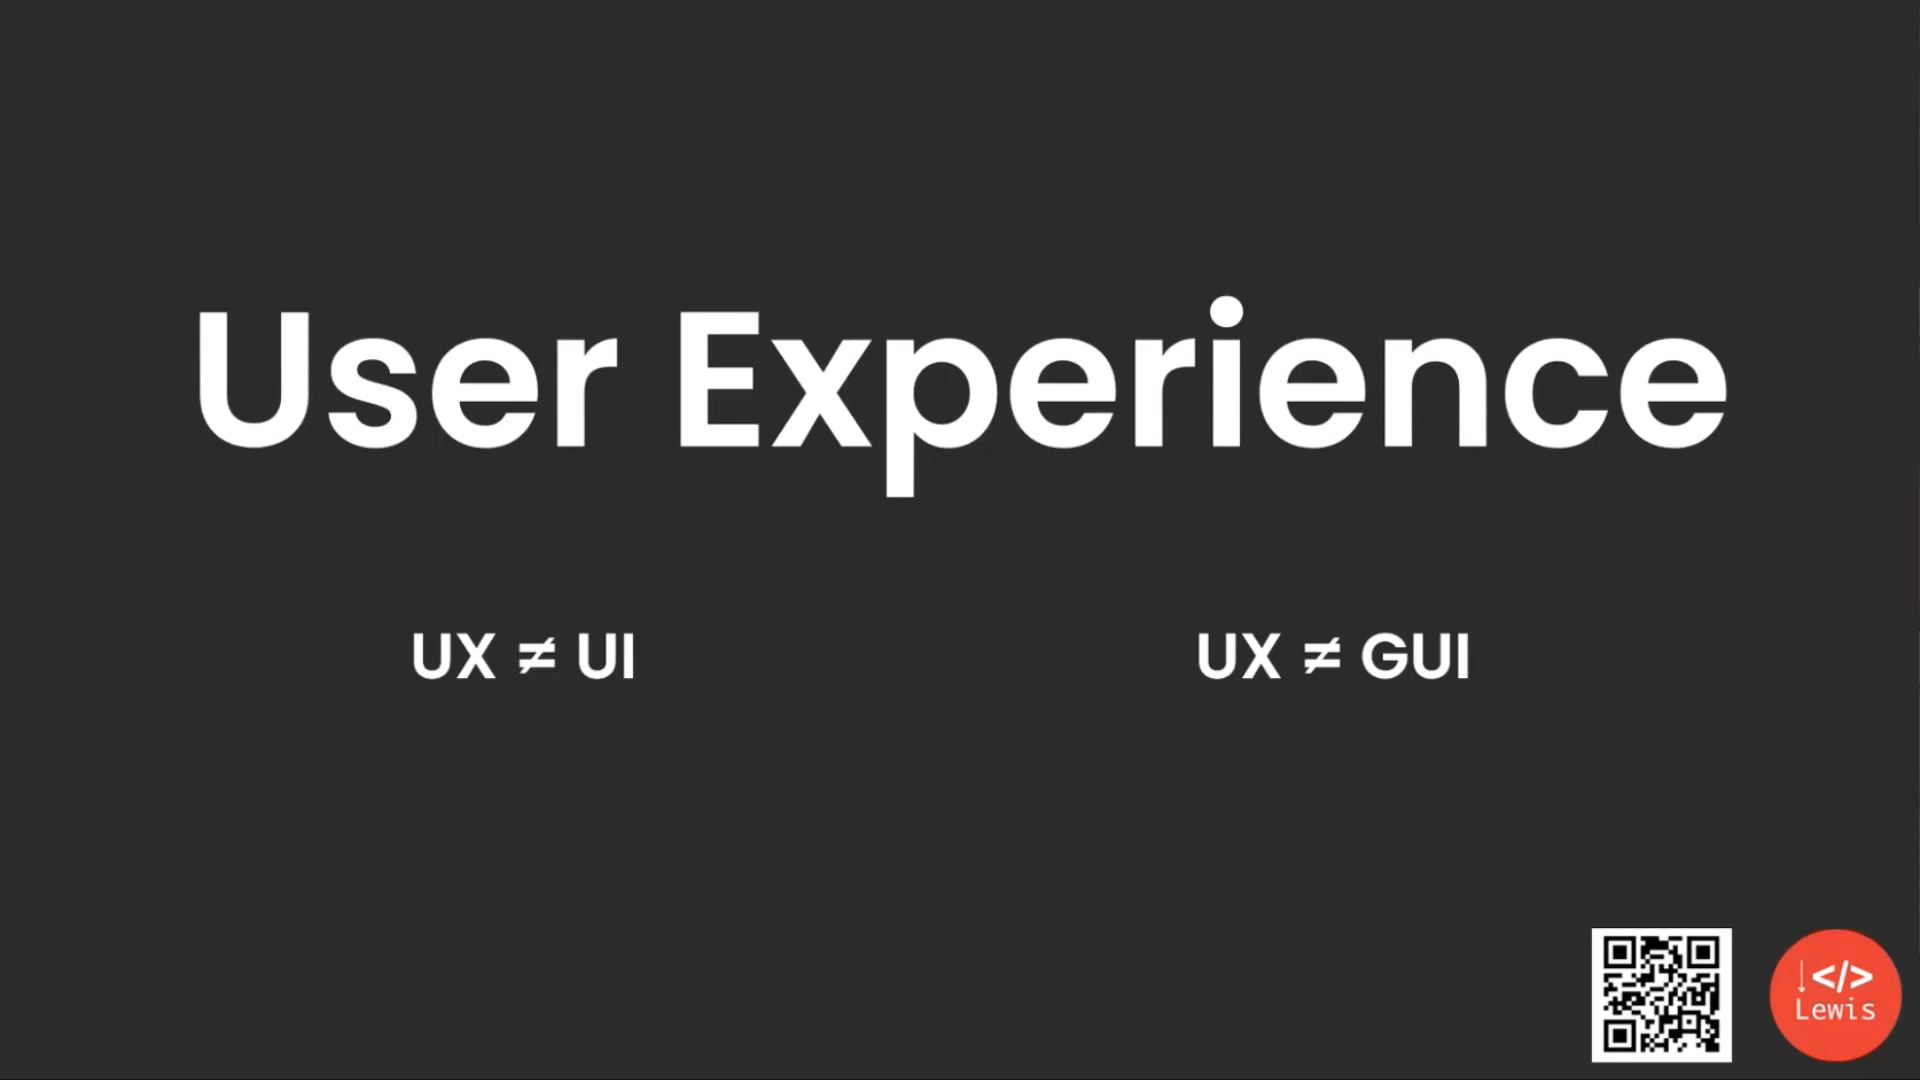 User Experience
UX ≠ UI
UX ≠ GUI
↓</>
Lewis